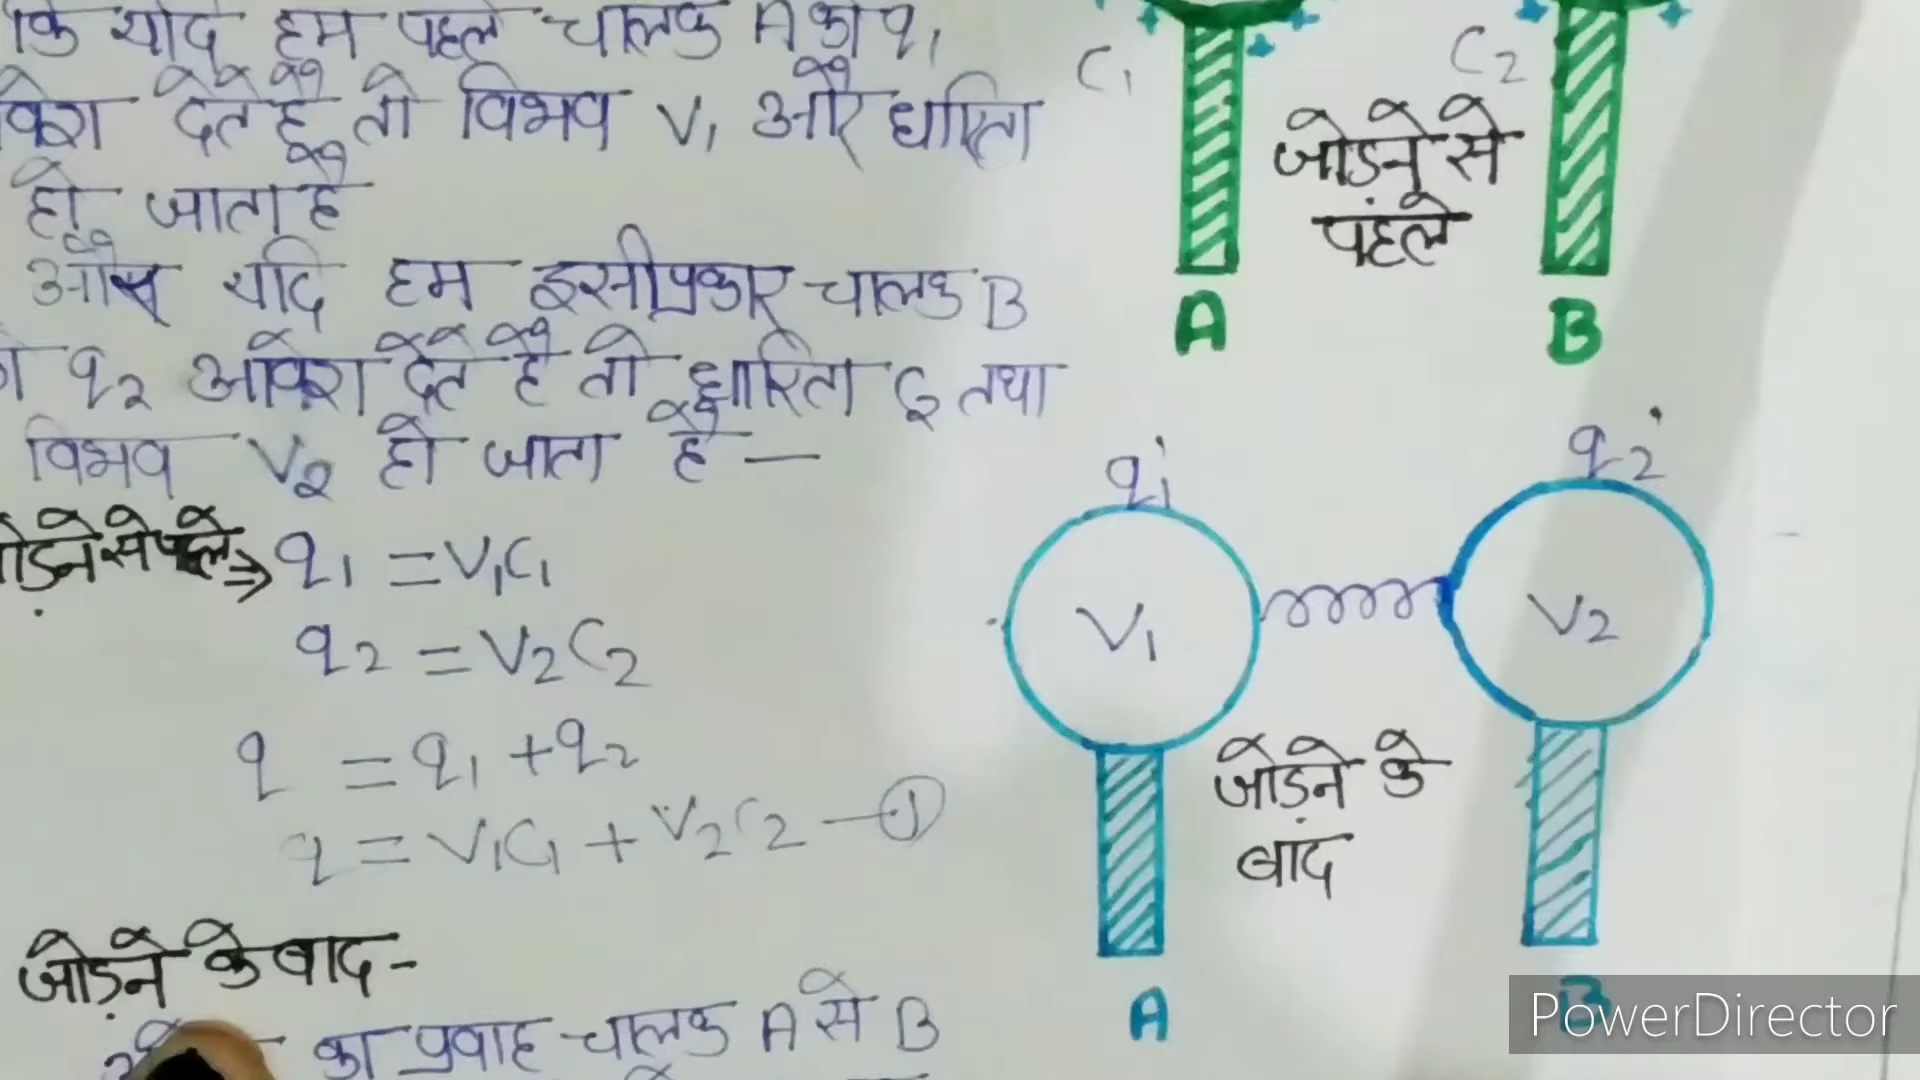 कि यदि हम पहले चालक A को q₁
देते हैं तो विभव V₁ और धारिता
हो जाता है
और यदि हम इसीप्रकार चालक B
q₂ आवेश देते है तो धारिता C₂ तथा
विभव V₂ हो जाता है —
जोड़ने से पहले ⇒ q₁ = V₁C₁
q₂ = V₂C₂
q = q₁ + q₂
q = V₁C₁ + V₂C₂ — ①
जोड़ने के बाद -
का प्रवाह चालक A से B
C₁
C₂
जोडने से
पहले
A
B
q₁'
q₂'
V₁
V₂
जोड़ने के
बाद
A
B
PowerDirector